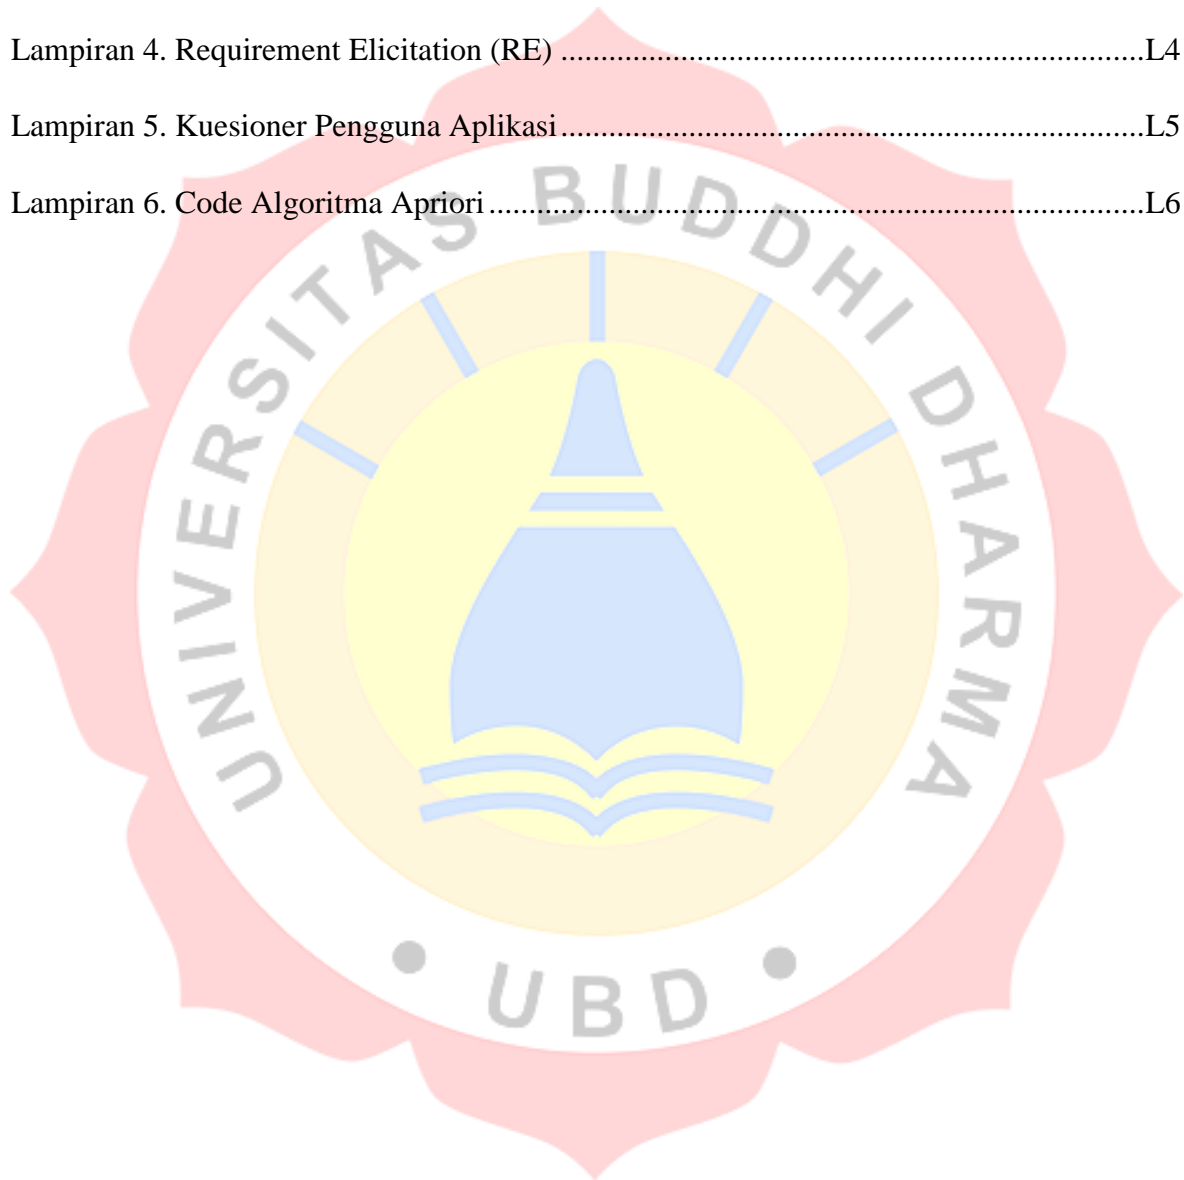 Lampiran 4. Requirement Elicitation (RE) ........................................................................L4
Lampiran 5. Kuesioner Pengguna Aplikasi........................................................................L5
Lampiran 6. Code Algoritma Apriori.................................................................................L6
UNIVERSITAS BUDDHI DHARMA
• UBD •